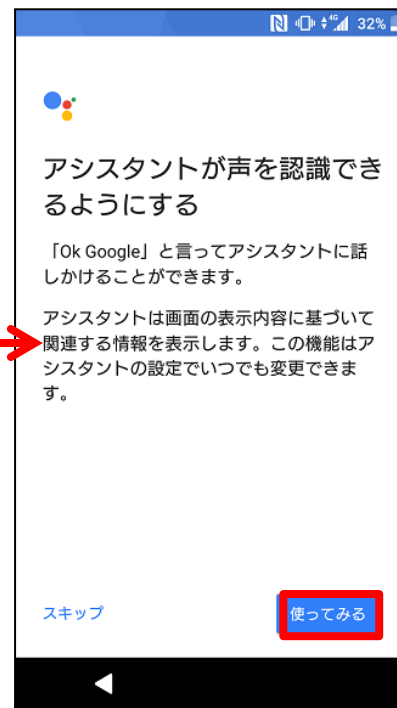 4G 32%
アシスタントが声を認識でき
るようにする
「Ok Google」と言ってアシスタントに話
しかけることができます。
アシスタントは画面の表示内容に基づいて
関連する情報を表示します。この機能はア
シスタントの設定でいつでも変更できま
す。
スキップ 使ってみる